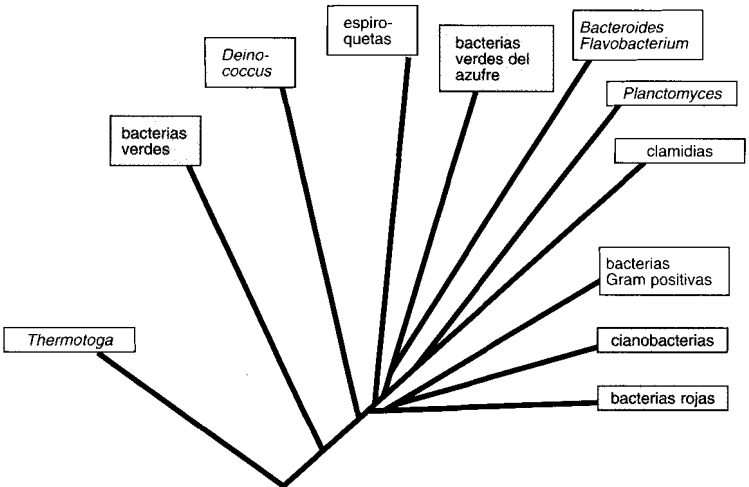 espiro-
quetas
Bacteroides
Flavobacterium
bacterias
verdes del
azufre
Deino-
coccus
Planctomyces
bacterias
verdes
clamidias
bacterias
Gram positivas
Thermotoga
cianobacterias
bacterias rojas